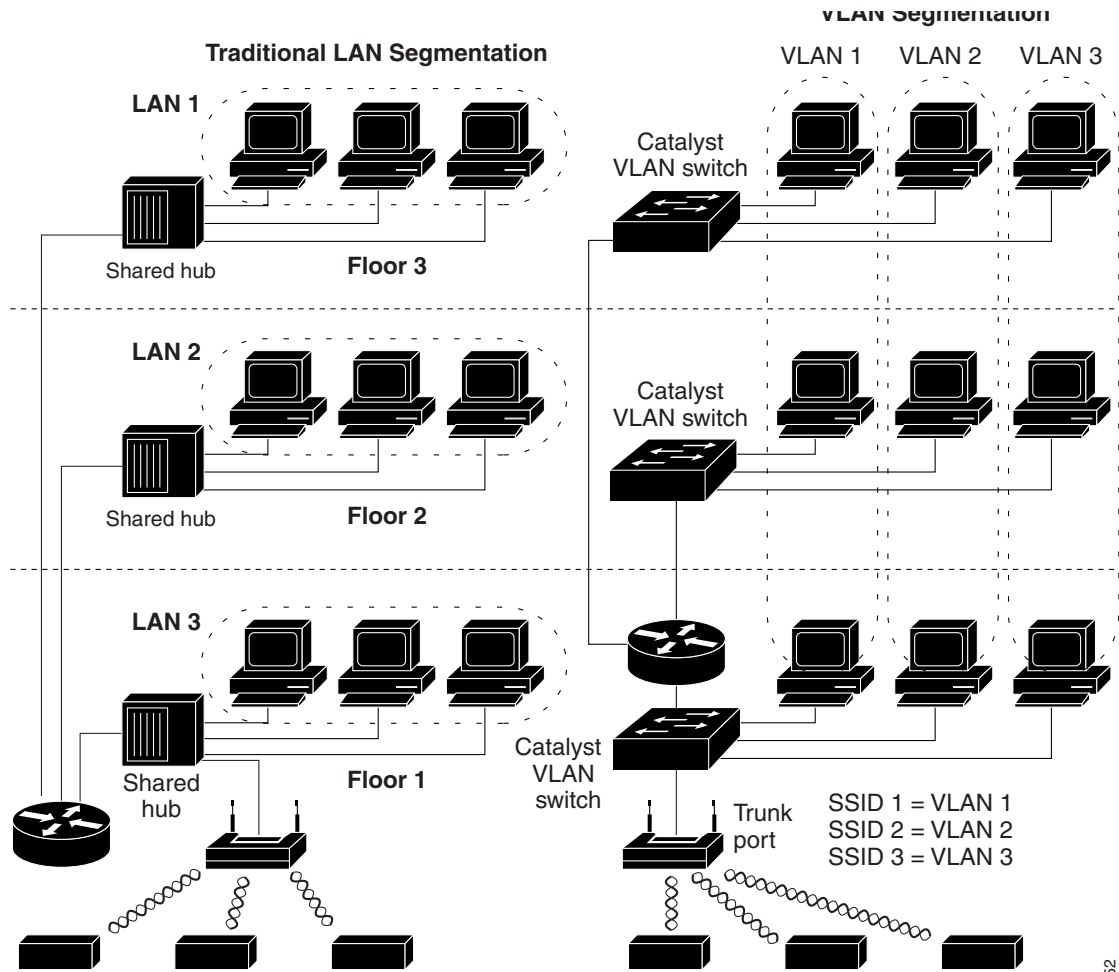 VLAN Segmentation
Traditional LAN Segmentation
VLAN 1
VLAN 2
VLAN 3
LAN 1
Catalyst
VLAN switch
Shared hub
Floor 3
LAN 2
Catalyst
VLAN switch
Shared hub
Floor 2
LAN 3
Catalyst
VLAN
switch
Shared
hub
Floor 1
Trunk
port
SSID 1 = VLAN 1
SSID 2 = VLAN 2
SSID 3 = VLAN 3